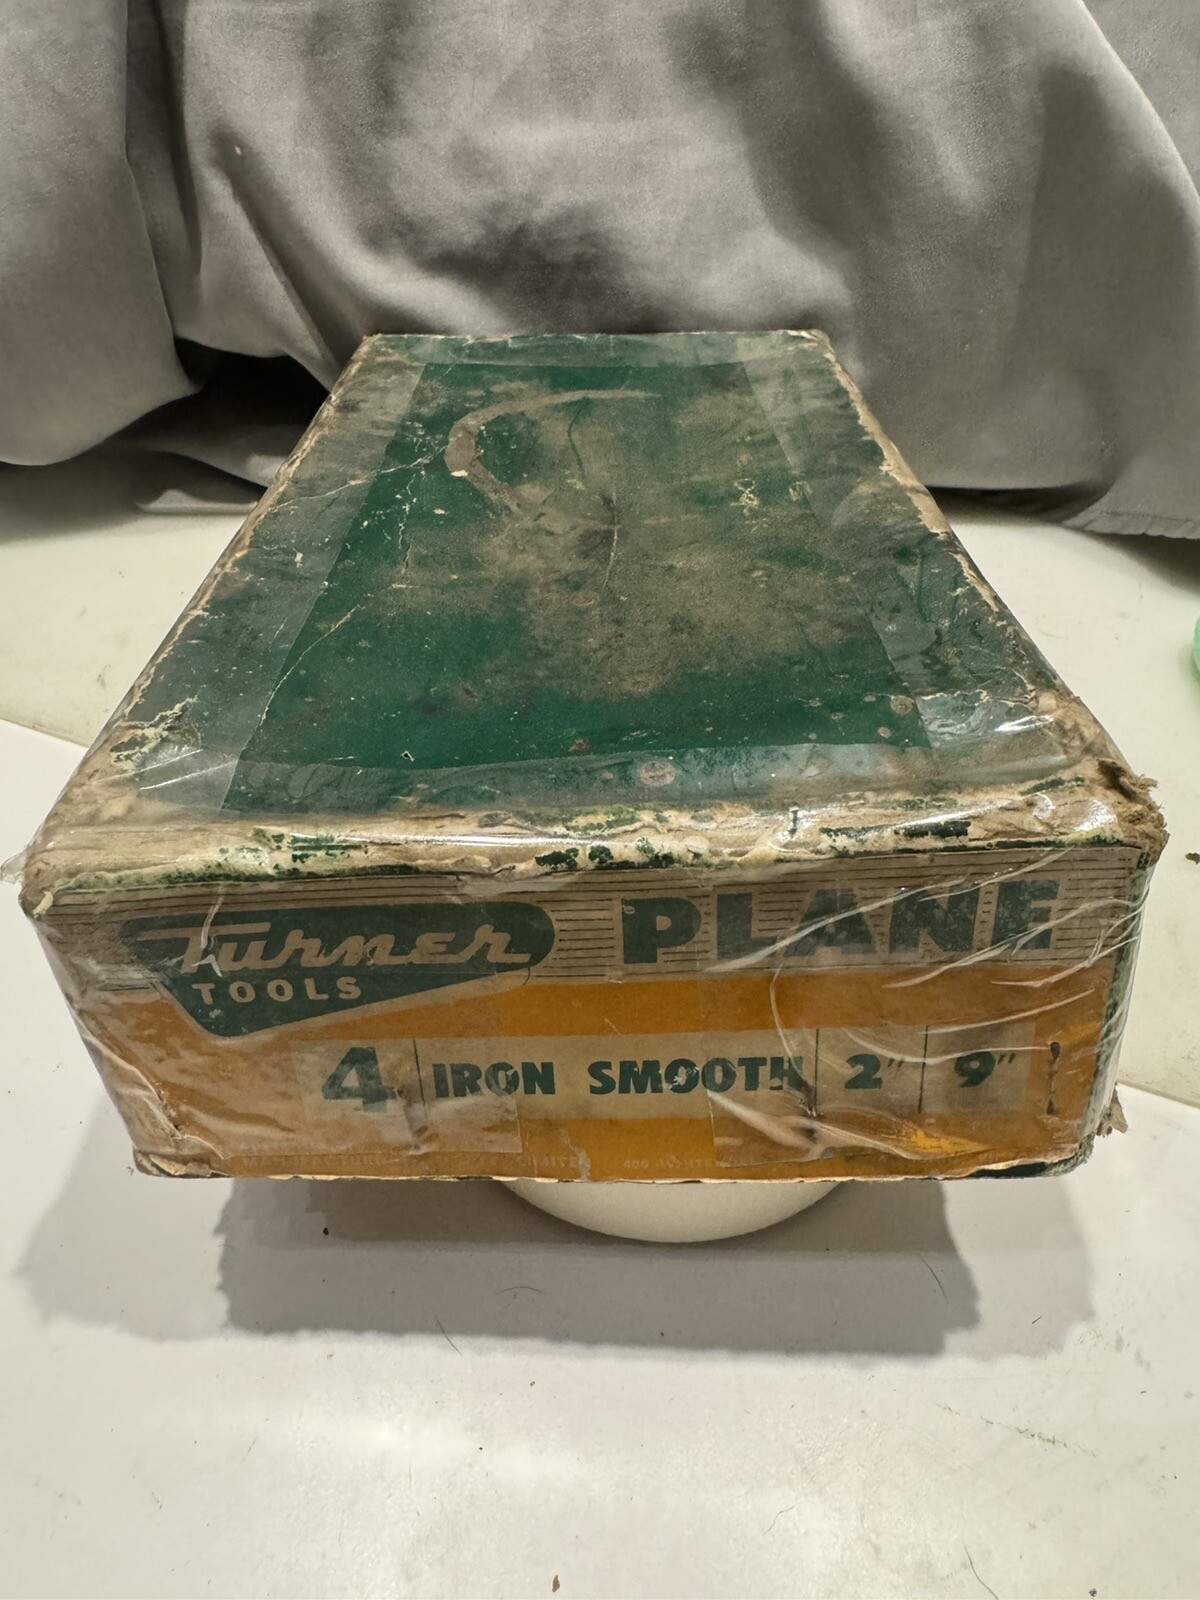 Turner
TOOLS
PLANE
4 IRON SMOOTH 2" 9"